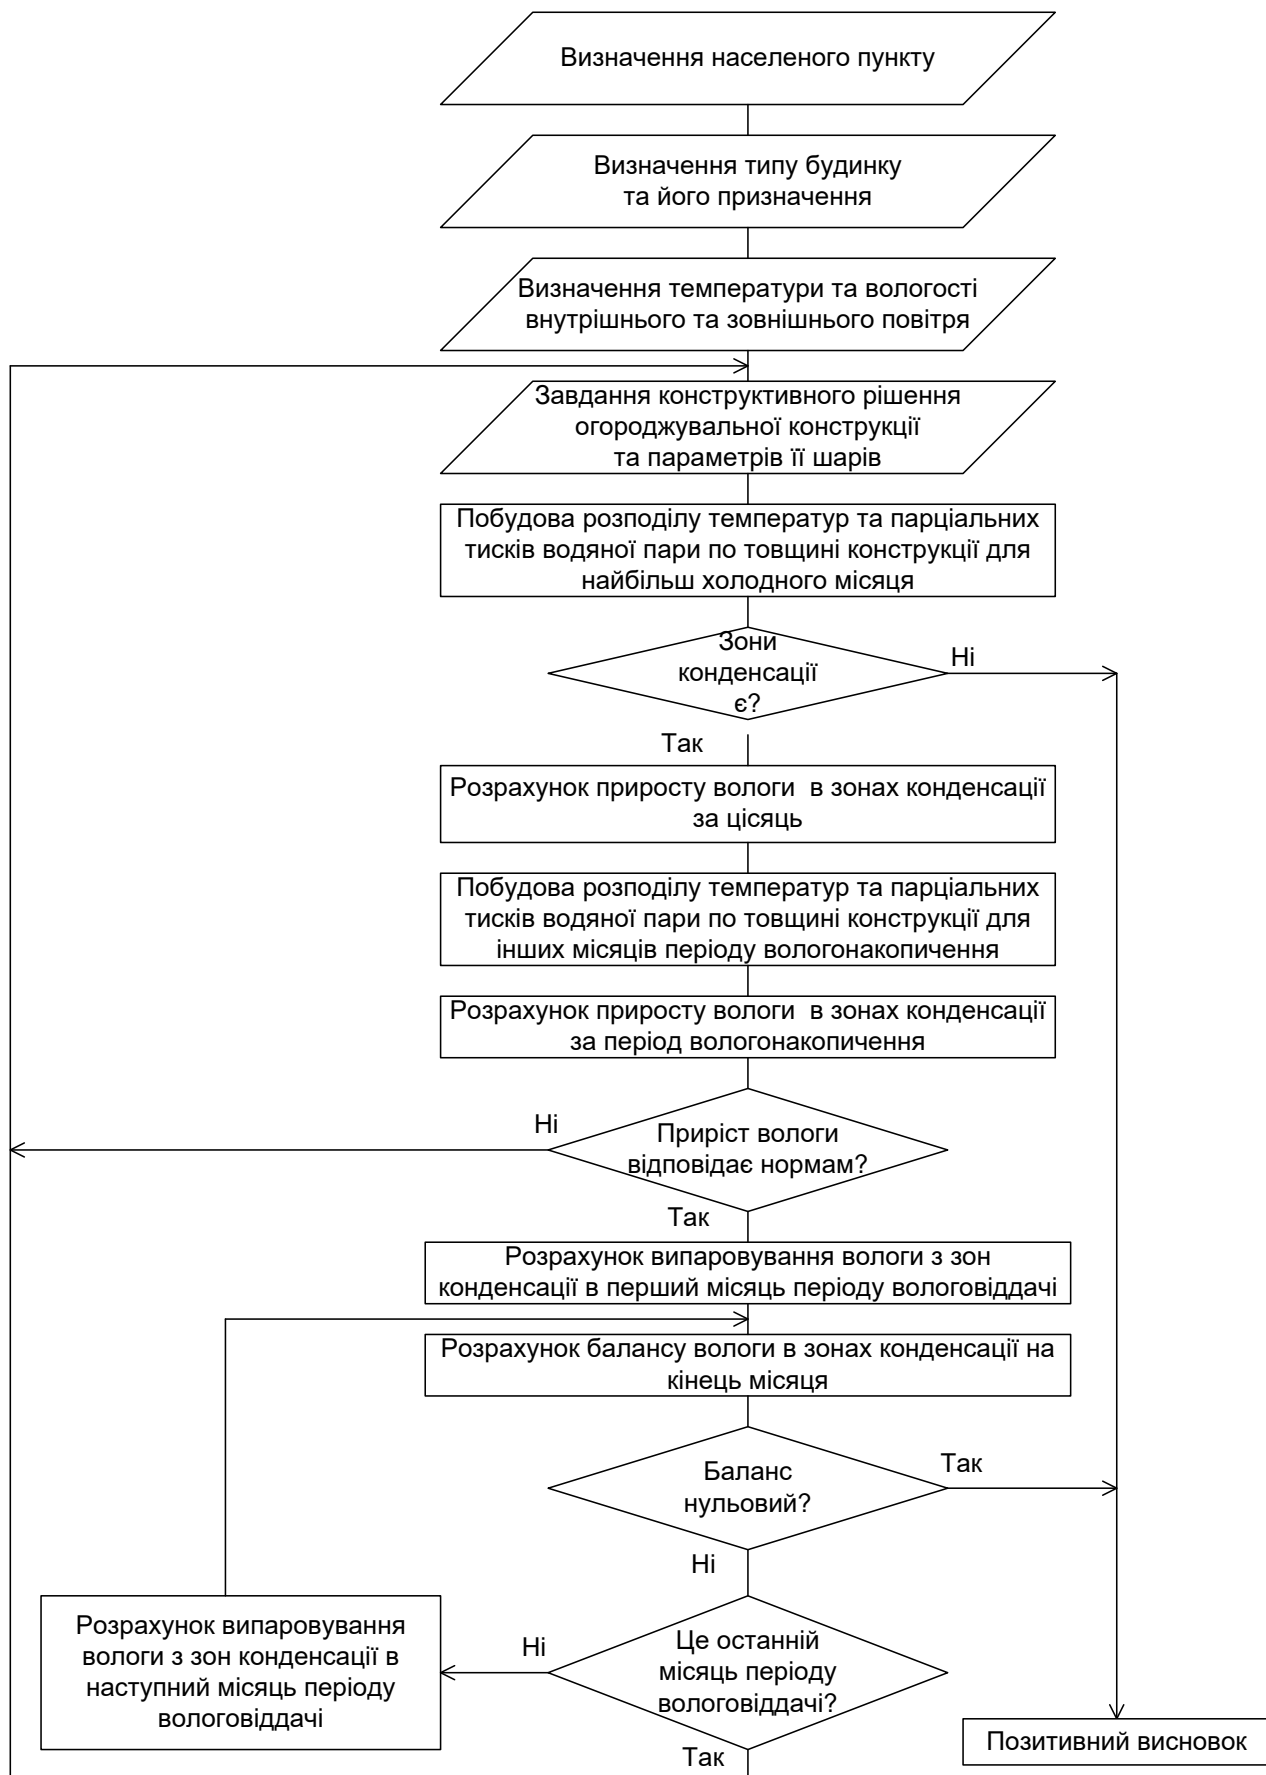 Визначення населеного пункту
Визначення типу будинку
та його призначення
Визначення температури та вологості
внутрішнього та зовнішнього повітря
Завдання конструктивного рішення
огороджувальної конструкції
та параметрів її шарів
Побудова розподілу температур та парціальних
тисків водяної пари по товщині конструкції для
найбільш холодного місяця
Зони
конденсації
є?
Ні
Так
Розрахунок приросту вологи  в зонах конденсації
за цісяць
Побудова розподілу температур та парціальних
тисків водяної пари по товщині конструкції для
інших місяців періоду вологонакопичення
Розрахунок приросту вологи  в зонах конденсації
за період вологонакопичення
Ні
Приріст вологи
відповідає нормам?
Так
Розрахунок випаровування вологи з зон
конденсації в перший місяць періоду вологовіддачі
Розрахунок балансу вологи в зонах конденсації на
кінець місяця
Баланс
нульовий?
Так
Ні
Розрахунок випаровування
вологи з зон конденсації в
наступний місяць періоду
вологовіддачі
Ні
Це останній
місяць періоду
вологовіддачі?
Так
Позитивний висновок